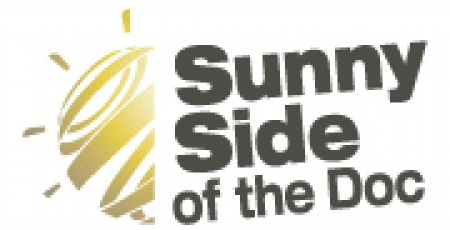 Sunny
Side
of the Doc